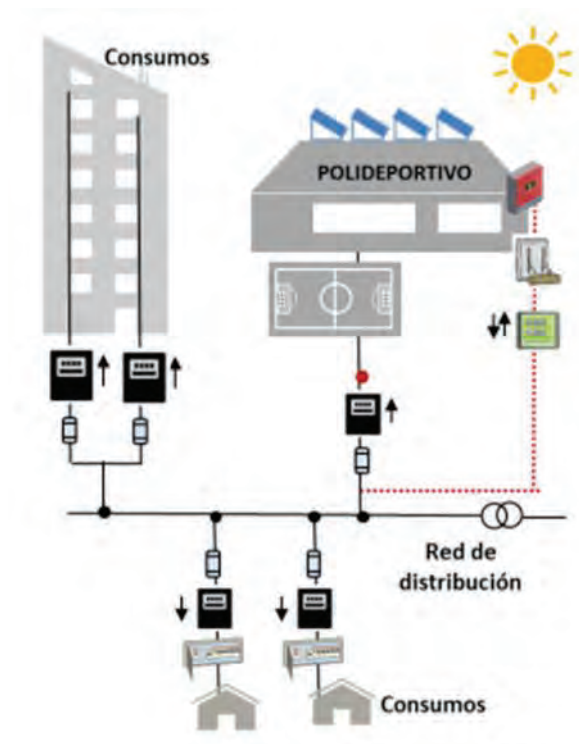 Consumos
POLIDEPORTIVO
Red de
distribución
Consumos